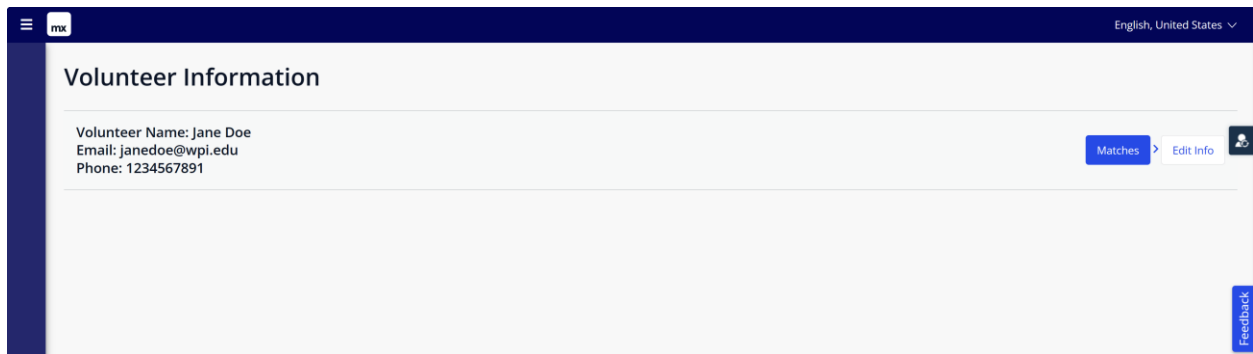 mx
English, United States
Volunteer Information
Volunteer Name: Jane Doe
Email: janedoe@wpi.edu
Phone: 1234567891
Matches
Edit Info
Feedback